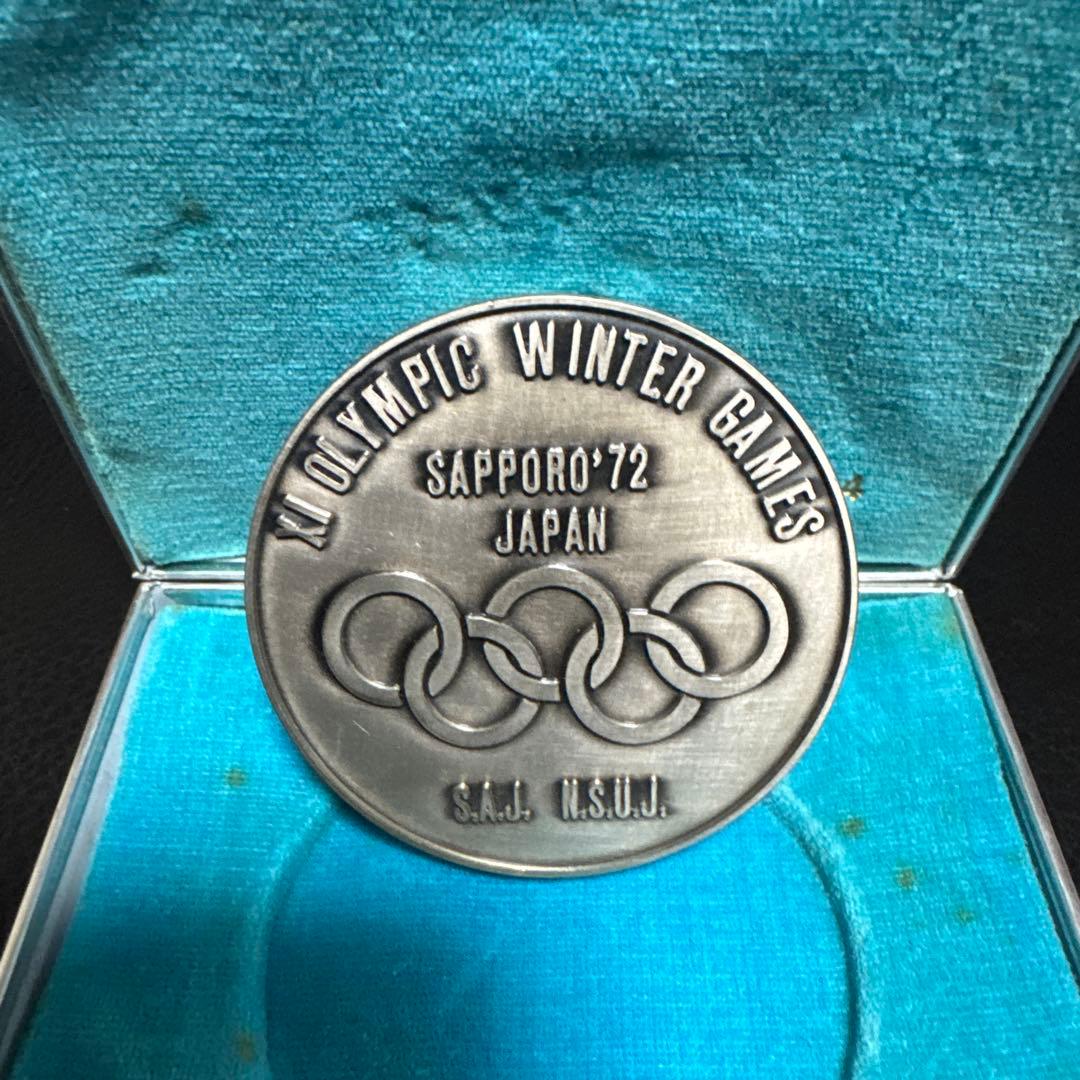 XI OLYMPIC WINTER GAMES
SAPPORO'72
JAPAN
S.A.J. N.S.U.J.